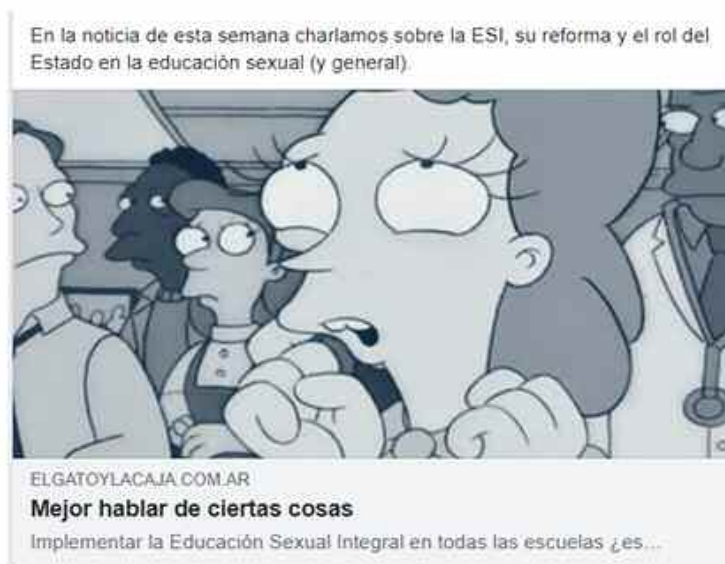 En la noticia de esta semana charlamos sobre la ESI, su reforma y el rol del
Estado en la educación sexual (y general).
ELGATOYLACAJA.COM.AR
Mejor hablar de ciertas cosas
Implementar la Educación Sexual Integral en todas las escuelas ¿es...